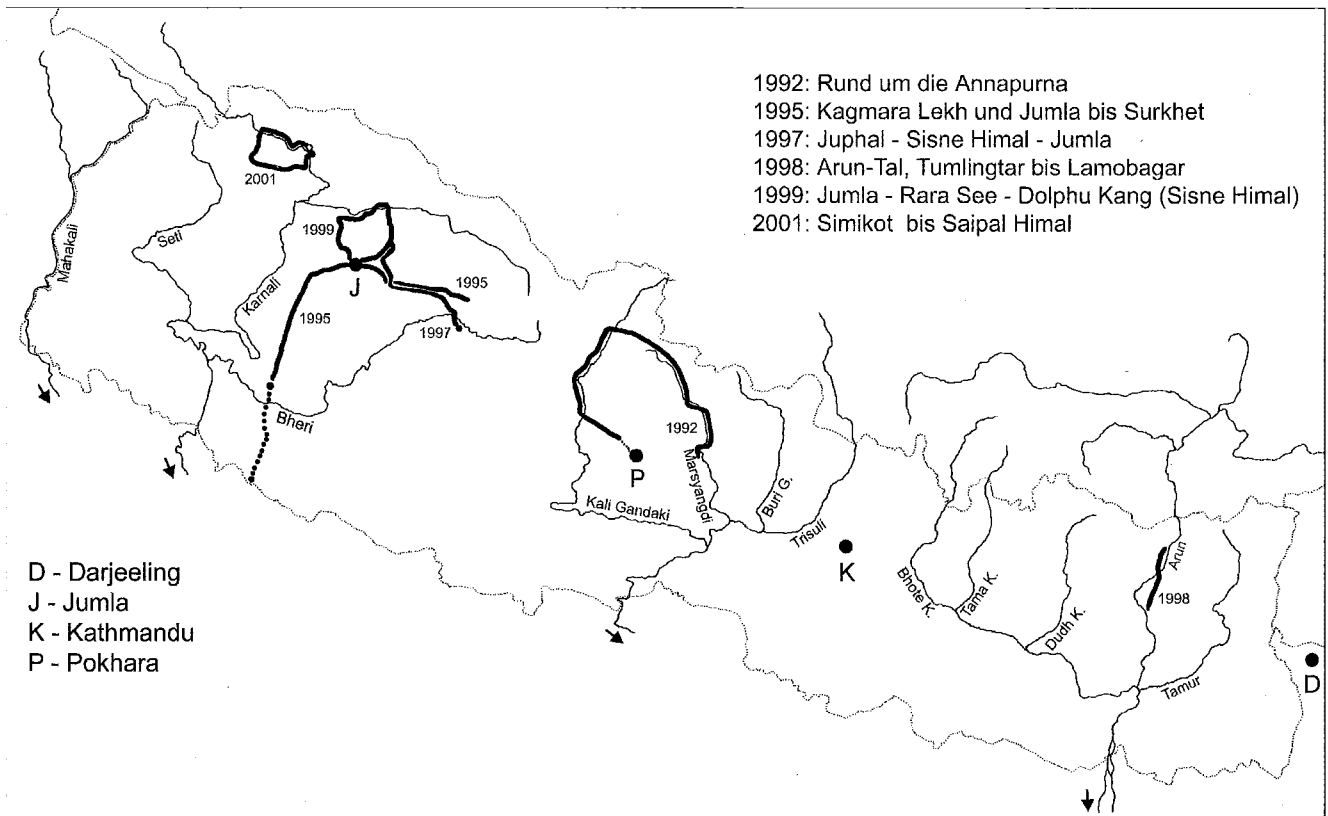 1992: Rund um die Annapurna
1995: Kagmara Lekh und Jumla bis Surkhet
1997: Juphal - Sisne Himal - Jumla
1998: Arun-Tal, Tumlingtar bis Lamobagar
1999: Jumla - Rara See - Dolphu Kang (Sisne Himal)
2001: Simikot bis Saipal Himal
2001
Mahakali
Seti
Karnali
1999
J
1995
1995
1997
Bheri
1992
P
Marsyangdi
Kali Gandaki
Buri G.
Trisuli
K
Bhote K.
Tama K.
Dudh K.
Arun
1998
Tamur
D
D - Darjeeling
J - Jumla
K - Kathmandu
P - Pokhara